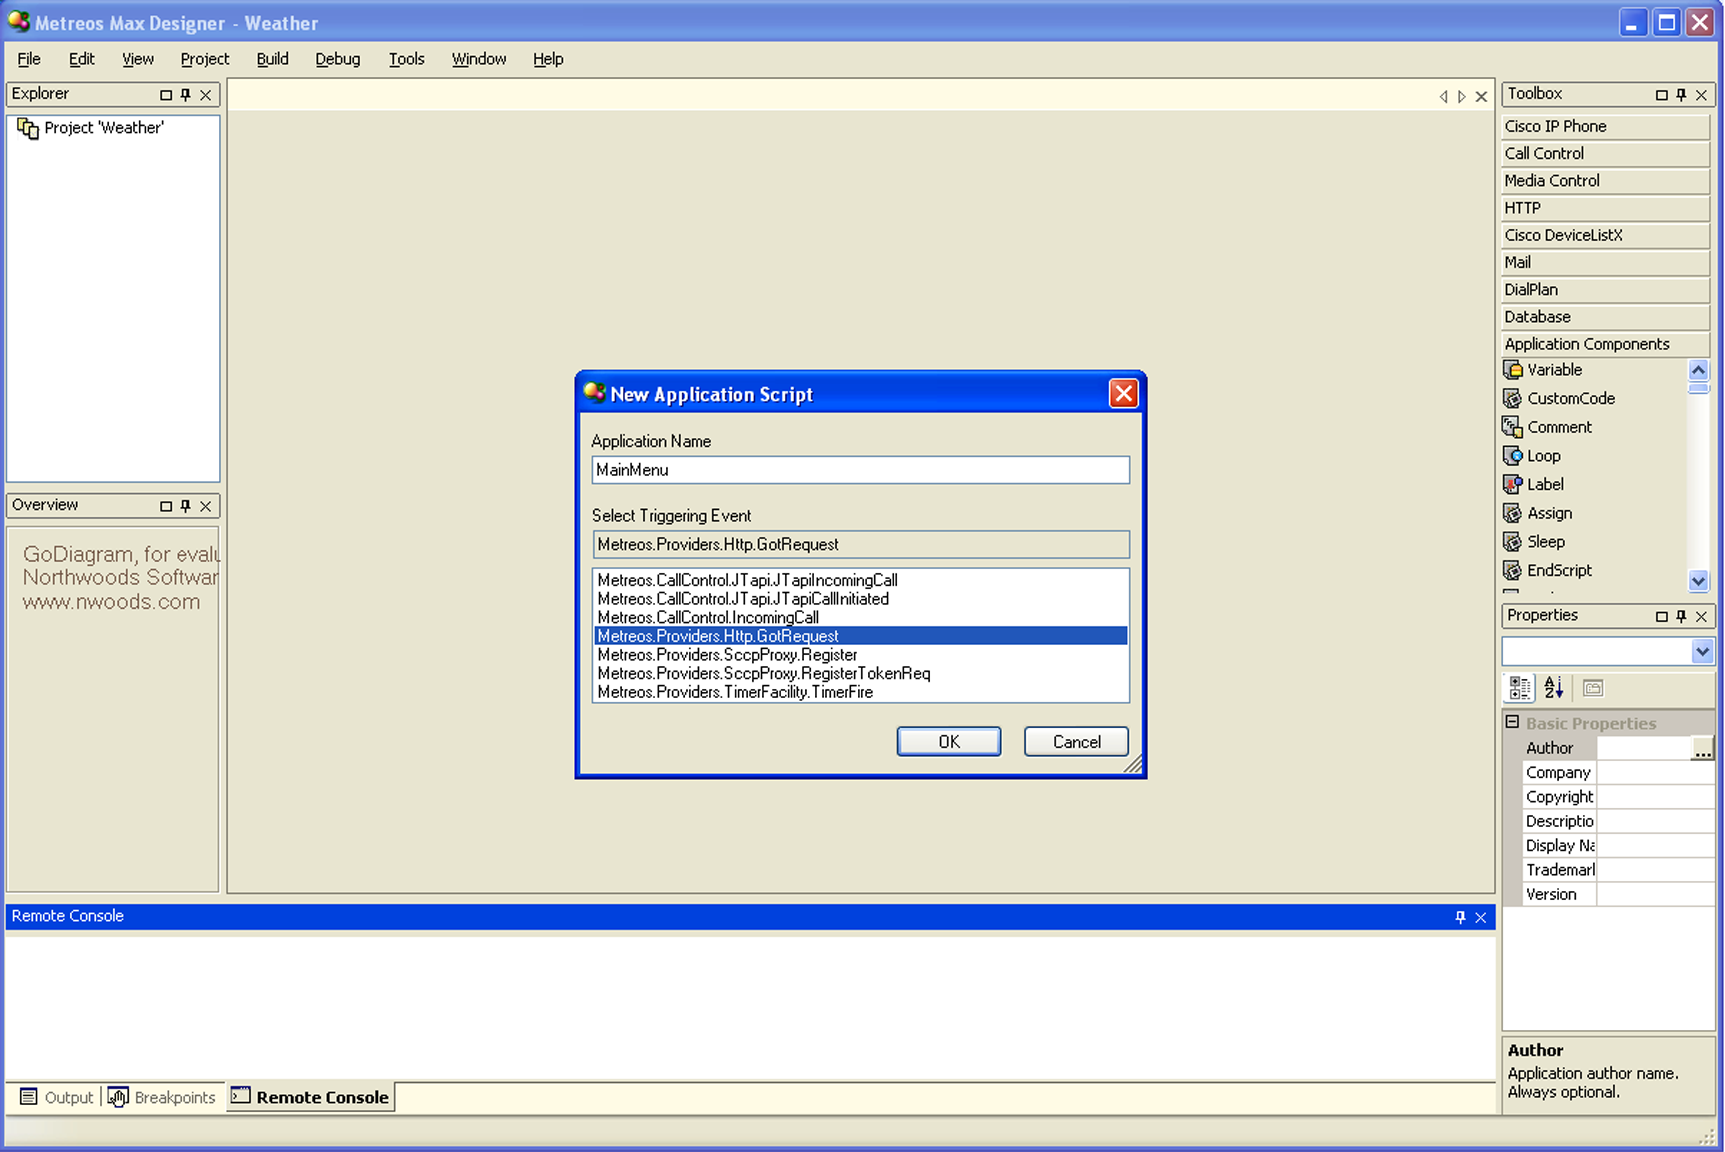 Metreos Max Designer - Weather
File Edit View Project Build Debug Tools Window Help
Explorer
Project 'Weather'
Overview
GoDiagram, for evalu
Northwoods Softwar
www.nwoods.com
New Application Script
Application Name
MainMenu
Select Triggering Event
Metreos.Providers.Http.GotRequest
Metreos.CallControl.JTapi.JTapiIncomingCall
Metreos.CallControl.JTapi.JTapiCallInitiated
Metreos.CallControl.IncomingCall
Metreos.Providers.Http.GotRequest
Metreos.Providers.SccpProxy.Register
Metreos.Providers.SccpProxy.RegisterTokenReq
Metreos.Providers.TimerFacility.TimerFire
OK Cancel
Toolbox
Cisco IP Phone
Call Control
Media Control
HTTP
Cisco DeviceListX
Mail
DialPlan
Database
Application Components
Variable
CustomCode
Comment
Loop
Label
Assign
Sleep
EndScript
Properties
Basic Properties
Author ...
Company
Copyright
Descriptio
Display Na
Trademarl
Version
Author
Application author name.
Always optional.
Remote Console
Output Breakpoints Remote Console